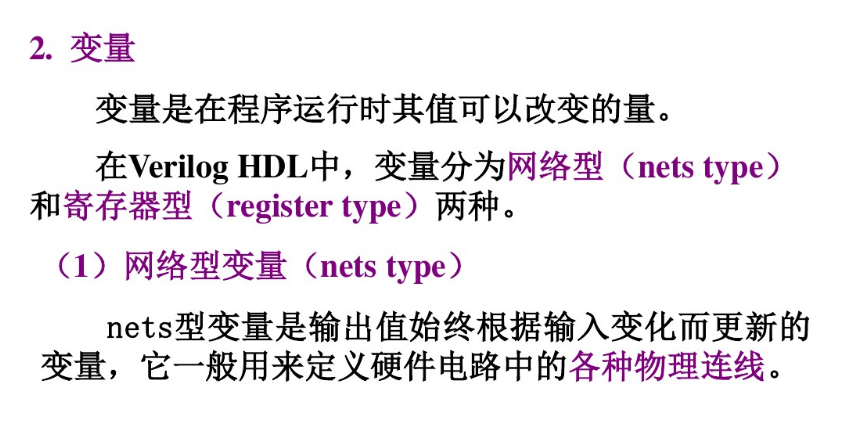 2. 变量
变量是在程序运行时其值可以改变的量。
在Verilog HDL中，变量分为网络型（nets type）
和寄存器型（register type）两种。
（1）网络型变量（nets type）
nets型变量是输出值始终根据输入变化而更新的
变量，它一般用来定义硬件电路中的各种物理连线。